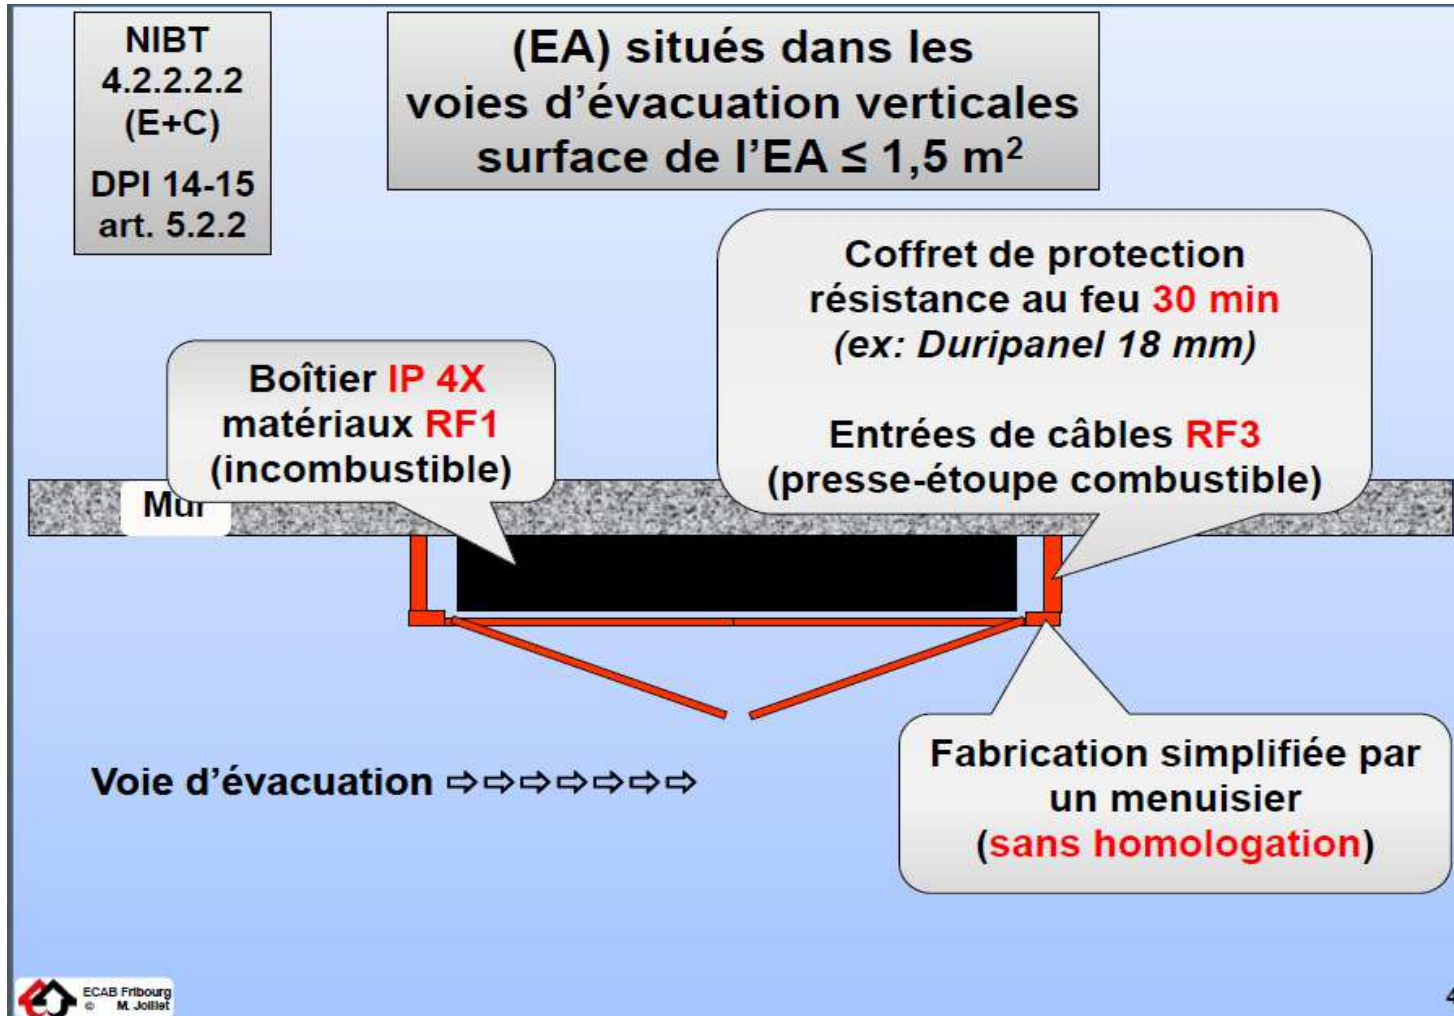 NIBT
4.2.2.2.2
(E+C)
DPI 14-15
art. 5.2.2
(EA) situés dans les
voies d’évacuation verticales
surface de l’EA ≤ 1,5 m²
Coffret de protection
résistance au feu 30 min
(ex: Duripanel 18 mm)
Entrées de câbles RF3
(presse-étoupe combustible)
Boîtier IP 4X
matériaux RF1
(incombustible)
Mur
Fabrication simplifiée par
un menuisier
(sans homologation)
Voie d’évacuation ⇨⇨⇨⇨⇨⇨⇨
ECAB Fribourg
© M. Joilliet
4